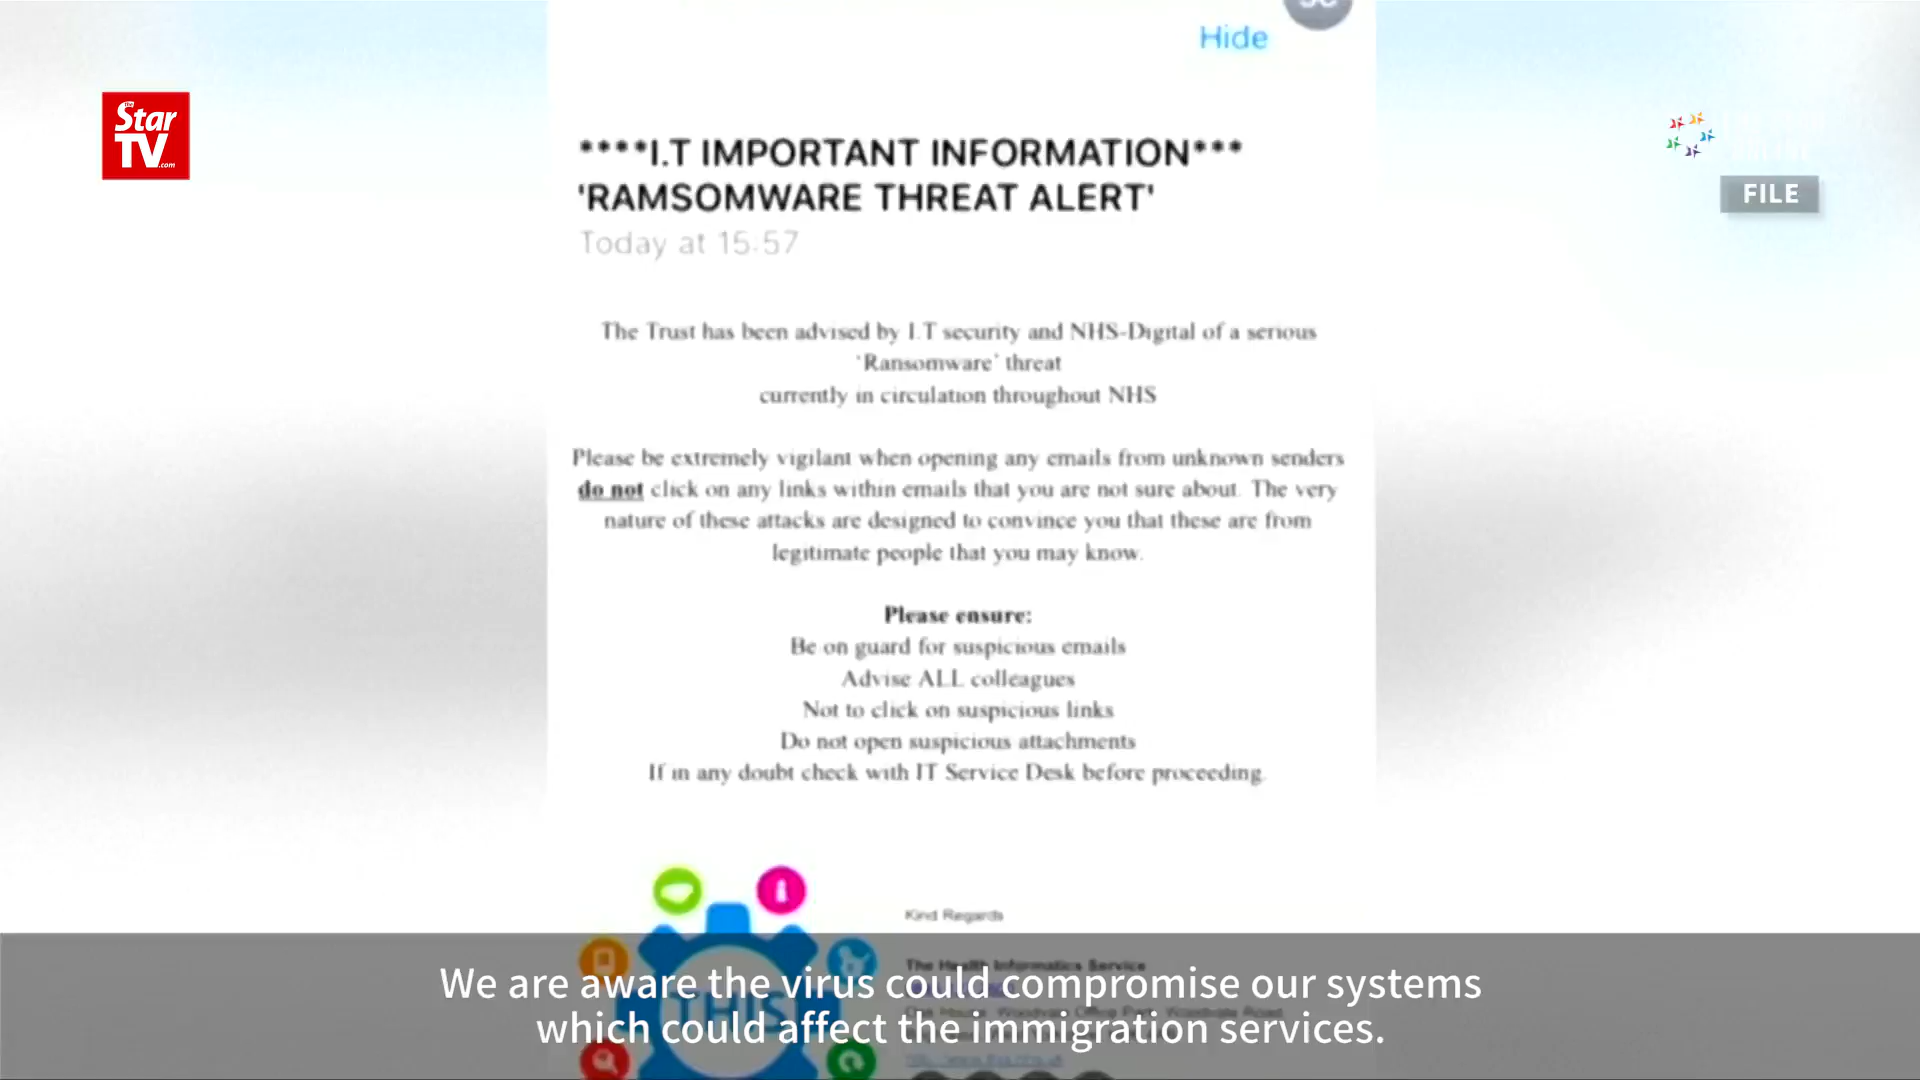 Hide
The
Star
TV.com
FILE
****I.T IMPORTANT INFORMATION***
'RAMSOMWARE THREAT ALERT'
Today at 15:57
The Trust has been advised by I.T security and NHS-Digital of a serious
'Ransomware' threat
currently in circulation throughout NHS
Please be extremely vigilant when opening any emails from unknown senders
do not click on any links within emails that you are not sure about. The very
nature of these attacks are designed to convince you that these are from
legitimate people that you may know.
Please ensure:
Be on guard for suspicious emails
Advise ALL colleagues
Not to click on suspicious links
Do not open suspicious attachments
If in any doubt check with IT Service Desk before proceeding.
Kind Regards
The Health Informatics Service
THIS
We are aware the virus could compromise our systems
which could affect the immigration services.